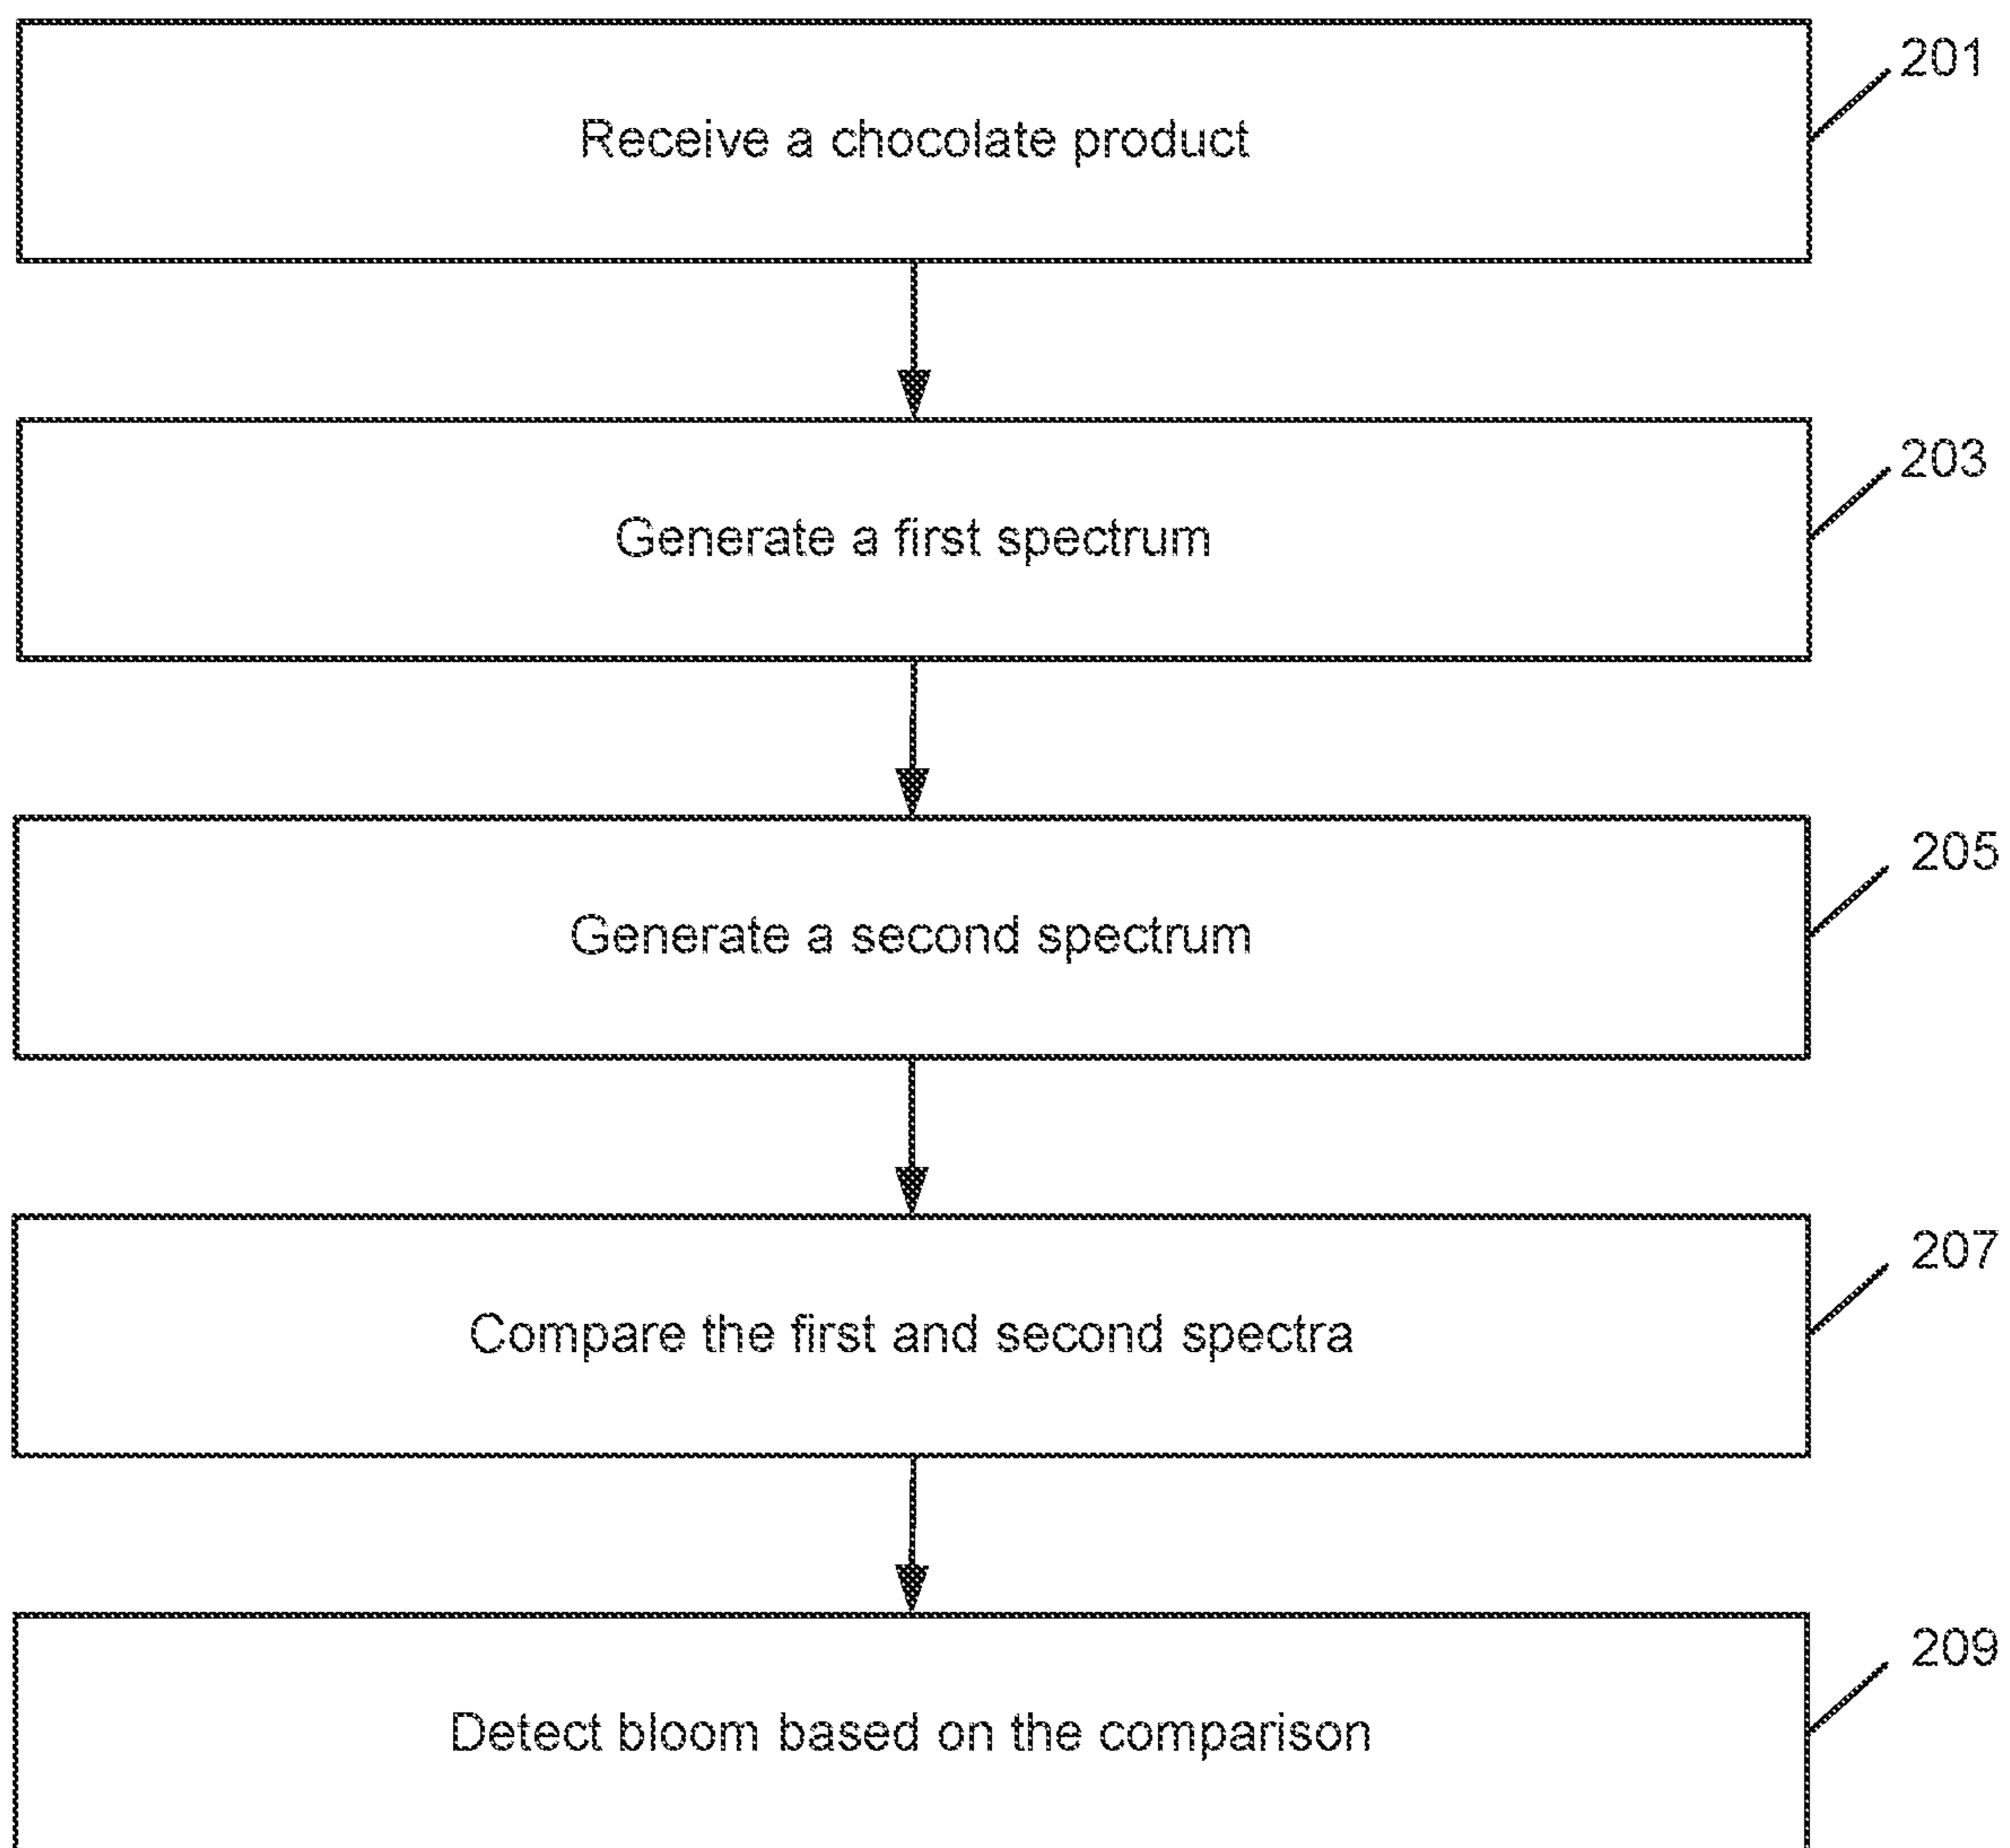 201
Receive a chocolate product
203
Generate a first spectrum
205
Generate a second spectrum
207
Compare the first and second spectra
209
Detect bloom based on the comparison